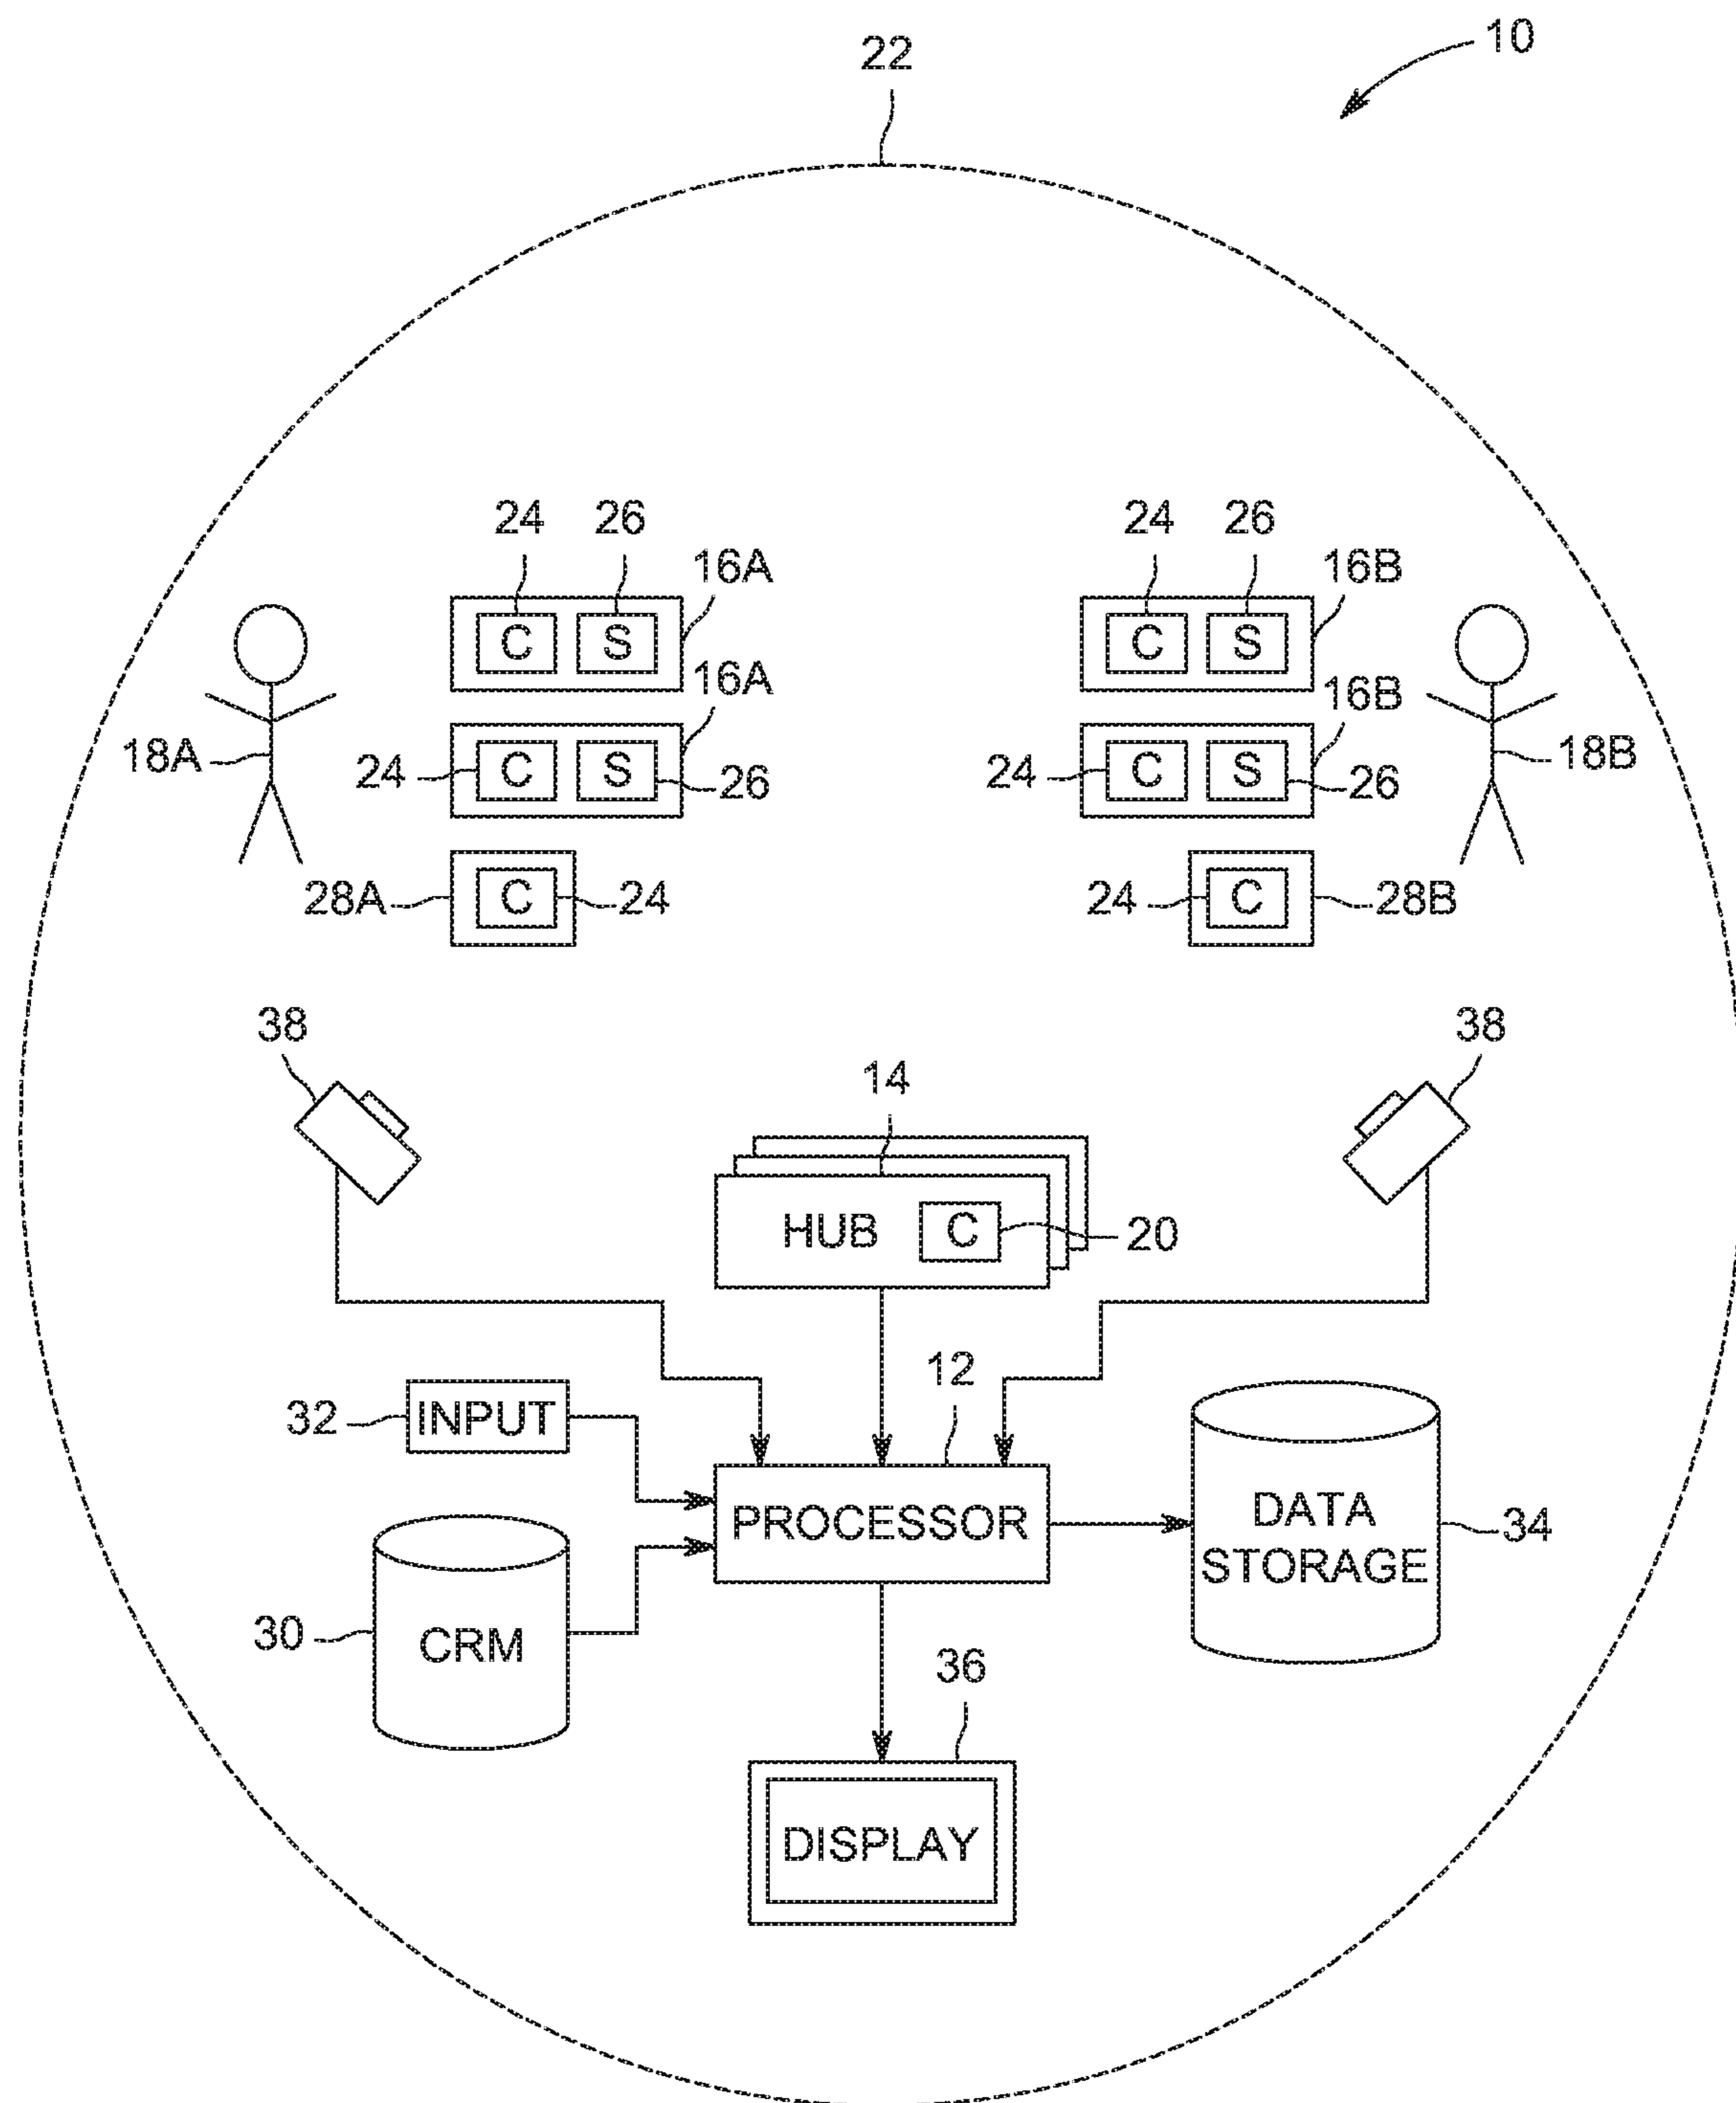 10
22
24 26 24 26
16A 16B
C S C S
16A 16B
18A 24 C S 26 24 C S 26 18B
28A C 24 24 C 28B
38 38
14
HUB C 20
12
32 INPUT
PROCESSOR
DATA
STORAGE 34
30 CRM
36
DISPLAY